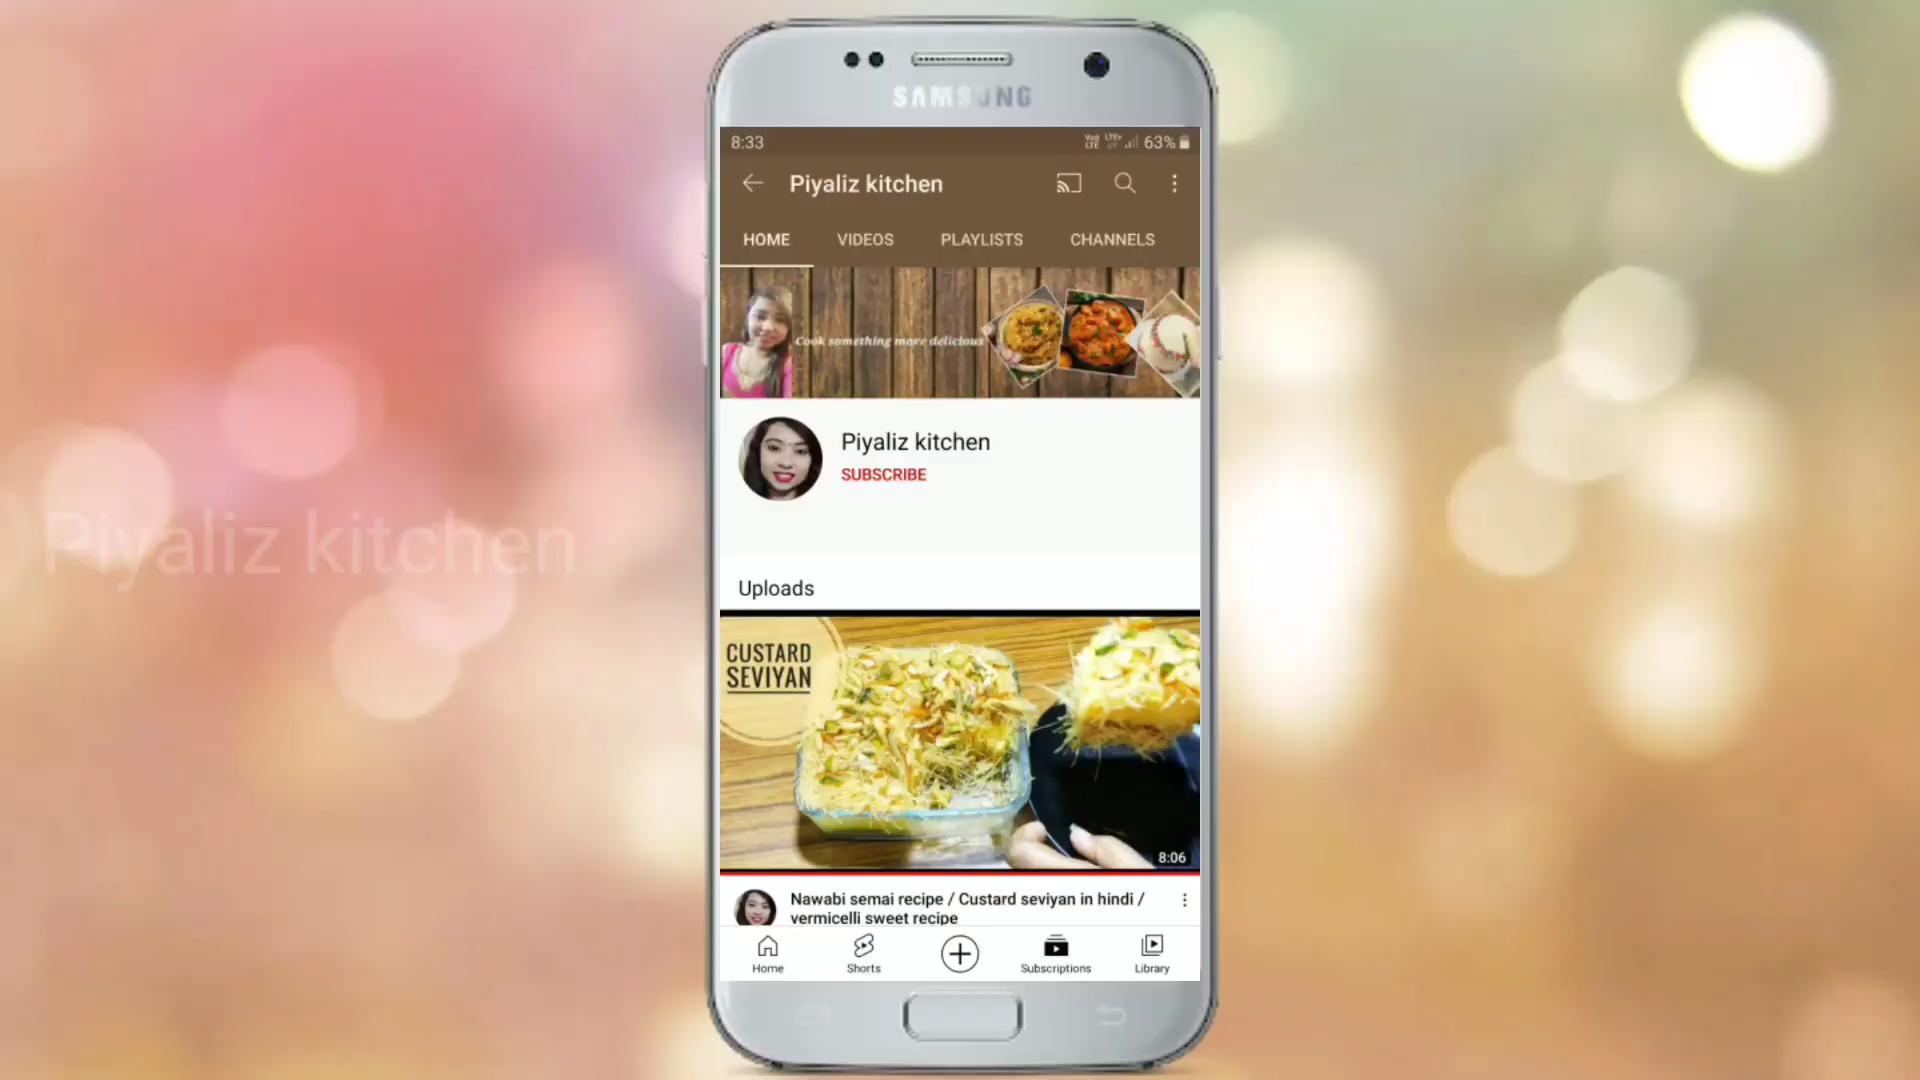 SAMSUNG
8:33
63%
Piyaliz kitchen
HOME VIDEOS PLAYLISTS CHANNELS
Cook something more delicious
Piyaliz kitchen
SUBSCRIBE
Piyaliz kitchen
Uploads
CUSTARD
SEVIYAN
8:06
Nawabi semai recipe / Custard seviyan in hindi /
vermicelli sweet recipe
Home Shorts Subscriptions Library